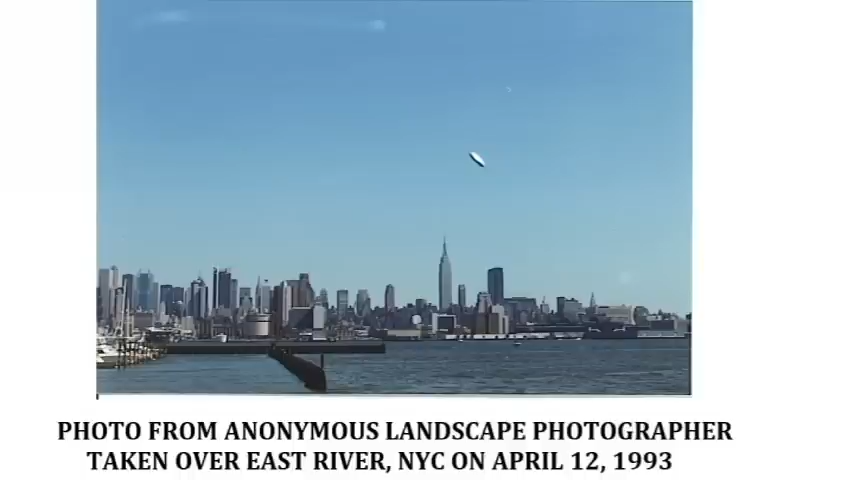 PHOTO FROM ANONYMOUS LANDSCAPE PHOTOGRAPHER
TAKEN OVER EAST RIVER, NYC ON APRIL 12, 1993